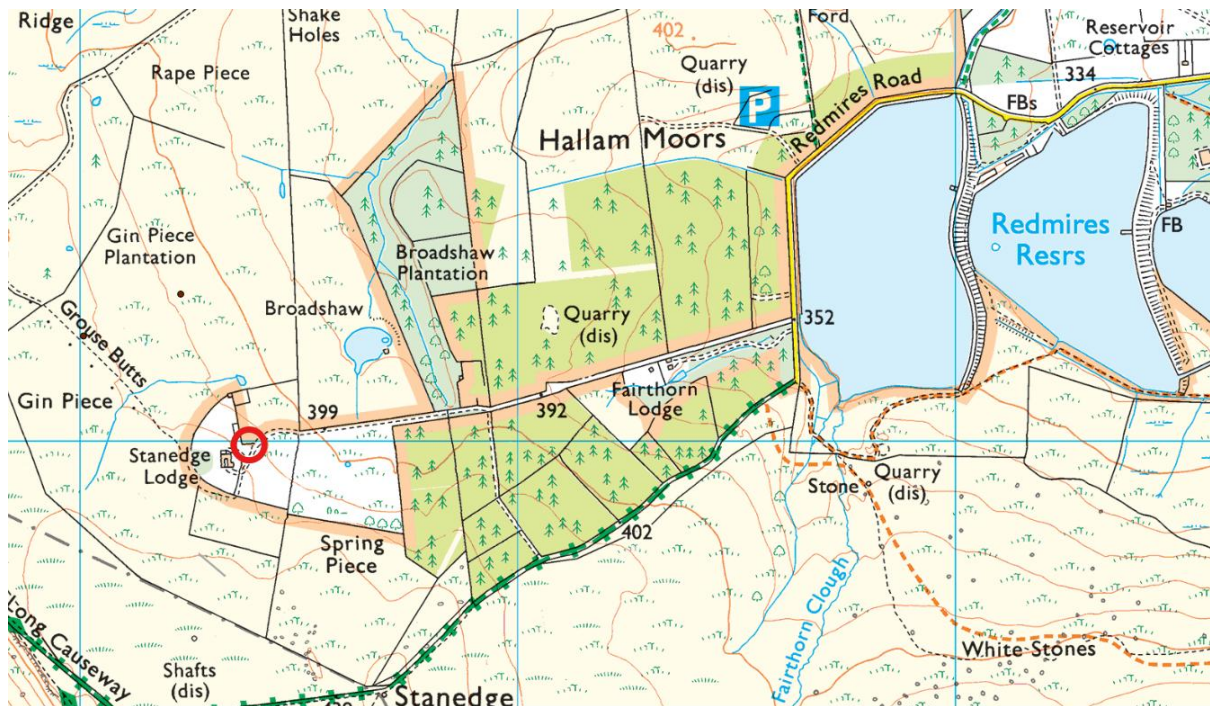 Ridge
Shake
Holes
402
Ford
Reservoir
Cottages
Rape Piece
Quarry
(dis)
P
Redmires Road
334
FBs
Hallam Moors
Gin Piece
Plantation
Broadshaw
Plantation
Redmires
Resrs
FB
Broadshaw
Quarry
(dis)
352
Grouse Butts
Gin Piece
399
392
Fairthorn
Lodge
Stanedge
Lodge
Stone
Quarry
(dis)
Spring
Piece
402
Fairthorn Clough
Long Causeway
White Stones
Shafts
(dis)
Stanedge